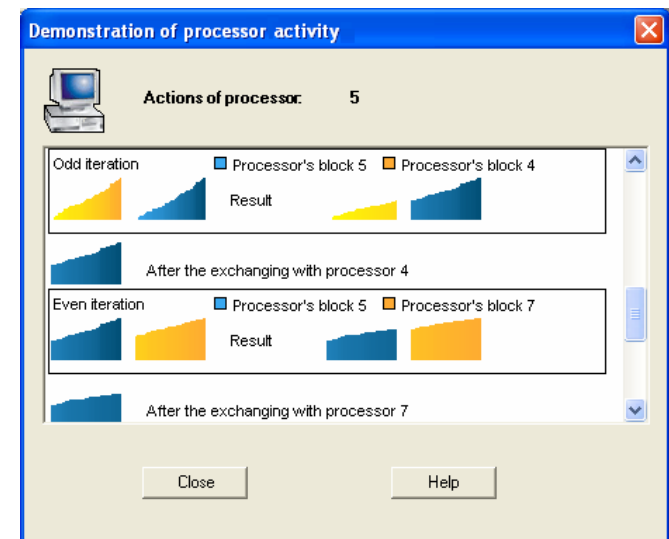 Demonstration of processor activity
Actions of processor: 5
Odd iteration Processor's block 5 Processor's block 4
Result
After the exchanging with processor 4
Even iteration Processor's block 5 Processor's block 7
Result
After the exchanging with processor 7
Close Help